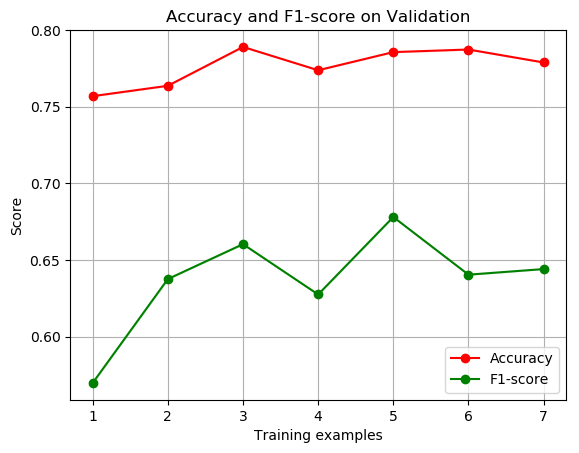 Accuracy and F1-score on Validation
0.80
0.75
0.70
0.65
0.60
Score
1 2 3 4 5 6 7
Training examples
Accuracy
F1-score